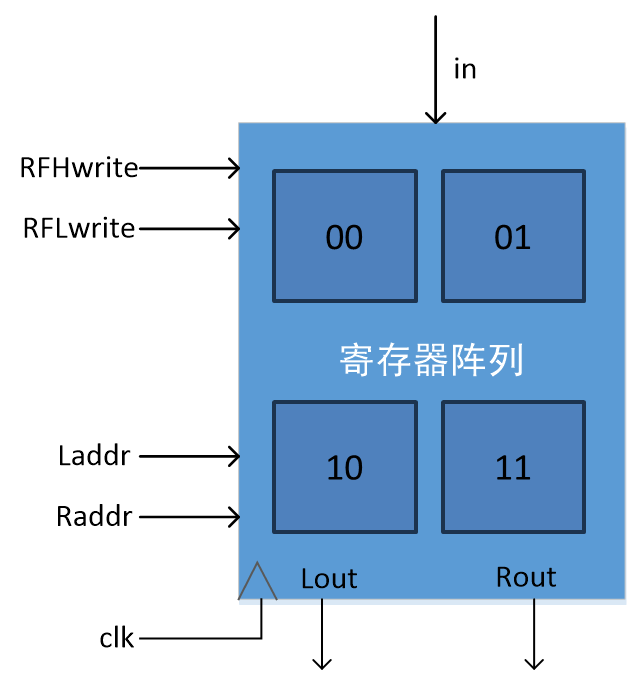 in
RFHwrite
RFLwrite
00
01
寄存器阵列
Laddr
Raddr
10
11
Lout
Rout
clk